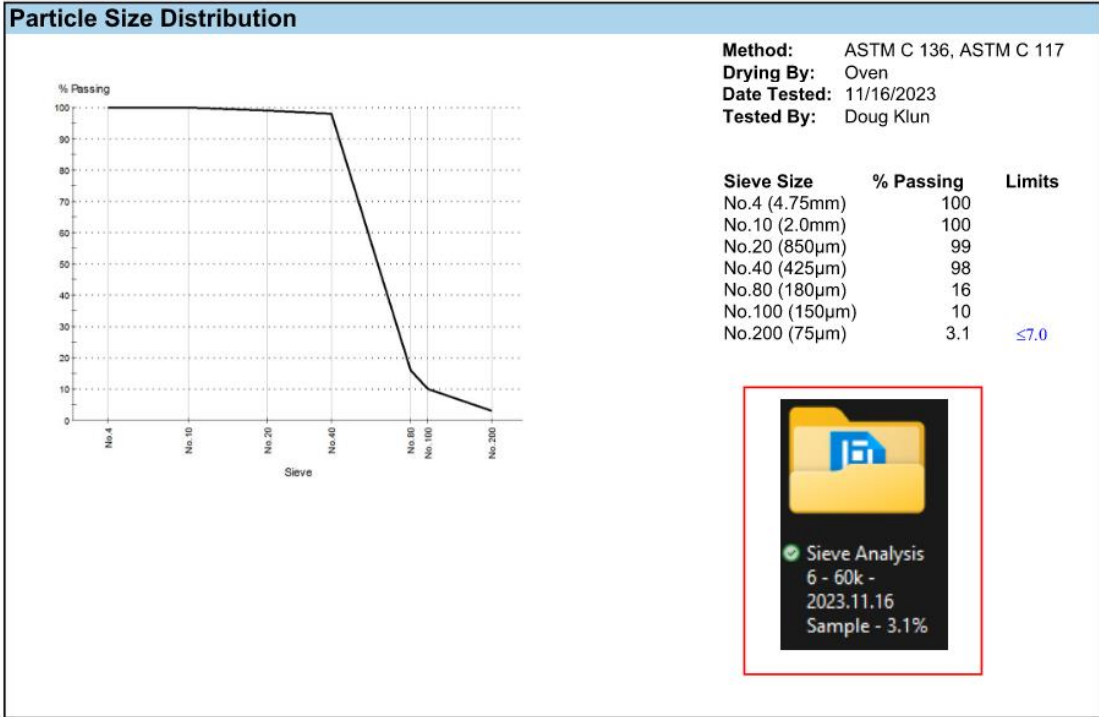 Particle Size Distribution
Method: ASTM C 136, ASTM C 117
Drying By: Oven
Date Tested: 11/16/2023
Tested By: Doug Klun
% Passing
100
90
80
70
60
50
40
30
20
10
0
No.4
No.10
No.20
No.40
No.80
No.100
No.200
Sieve
Sieve Size % Passing Limits
No.4 (4.75mm) 100
No.10 (2.0mm) 100
No.20 (850µm) 99
No.40 (425µm) 98
No.80 (180µm) 16
No.100 (150µm) 10
No.200 (75µm) 3.1 ≤7.0
Sieve Analysis
6 - 60k -
2023.11.16
Sample - 3.1%